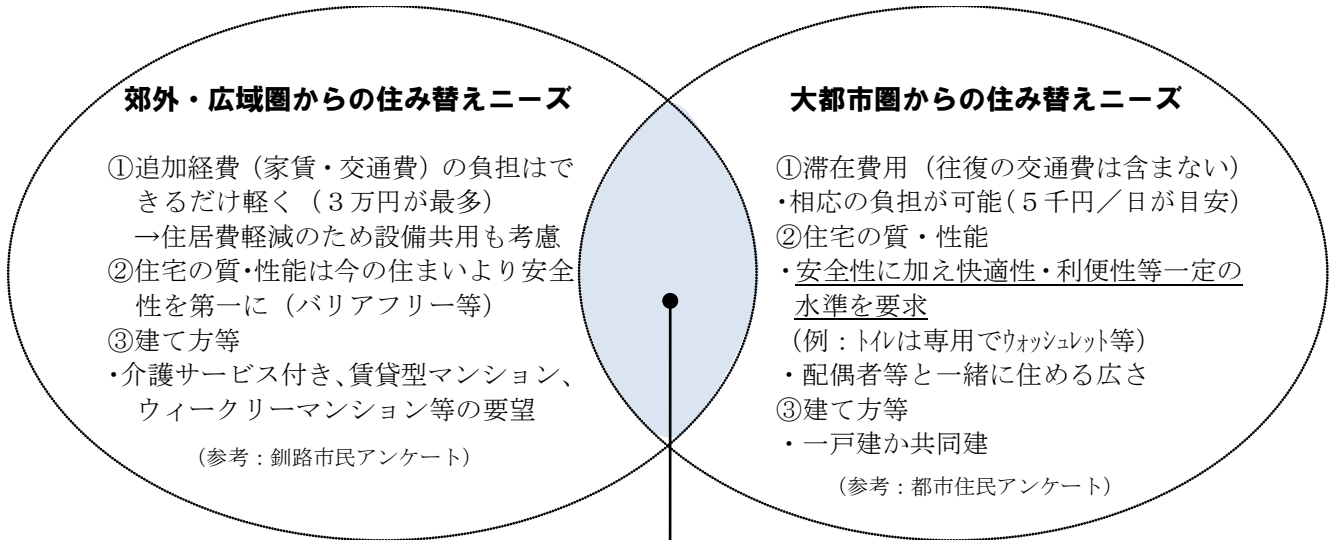 郊外・広域圏からの住み替えニーズ
①追加経費（家賃・交通費）の負担はで
きるだけ軽く（３万円が最多）
→住居費軽減のため設備共用も考慮
②住宅の質・性能は今の住まいより安全
性を第一に（バリアフリー等）
③建て方等
・介護サービス付き、賃貸型マンション、
ウィークリーマンション等の要望
（参考：釧路市民アンケート）
大都市圏からの住み替えニーズ
①滞在費用（往復の交通費は含まない）
・相応の負担が可能（５千円／日が目安）
②住宅の質・性能
・安全性に加え快適性・利便性等一定の
水準を要求
（例：ﾄｲﾚは専用でｳｫｯｼｭﾚｯﾄ等）
・配偶者等と一緒に住める広さ
③建て方等
・一戸建か共同建
（参考：都市住民アンケート）